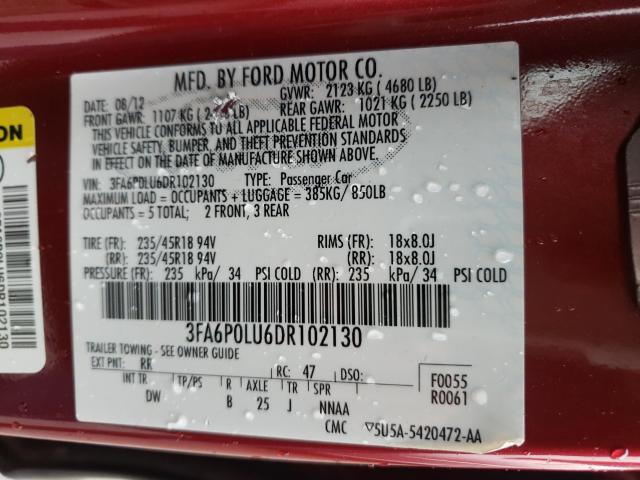 MFD. BY FORD MOTOR CO.
DATE: 08/12 GVWR: 2123 KG (4680 LB)
FRONT GAWR: 1107 KG ( LB) REAR GAWR: 1021 KG (2250 LB)
THIS VEHICLE CONFORMS TO ALL APPLICABLE FEDERAL MOTOR
VEHICLE SAFETY, BUMPER, AND THEFT PREVENTION STANDARDS
IN EFFECT ON THE DATE OF MANUFACTURE SHOWN ABOVE.
VIN: 3FA6P0LU6DR102130 TYPE: Passenger Car
MAXIMUM LOAD = OCCUPANTS + LUGGAGE = 385KG/ 850LB
OCCUPANTS = 5 TOTAL; 2 FRONT, 3 REAR
TIRE (FR): 235/45R18 94V RIMS (FR): 18x8.0J
(RR): 235/45R18 94V (RR): 18x8.0J
PRESSURE (FR): 235 kPa/ 34 PSI COLD (RR): 235 kPa/ 34 PSI COLD
3FA6P0LU6DR102130
TRAILER TOWING - SEE OWNER GUIDE
EXT PNT: RR RC: 47 DSO:
INT TR TP/PS R AXLE TR SPR
DW B 25 J NNAA
F0055
R0061
CMC ▽5U5A-5420472-AA